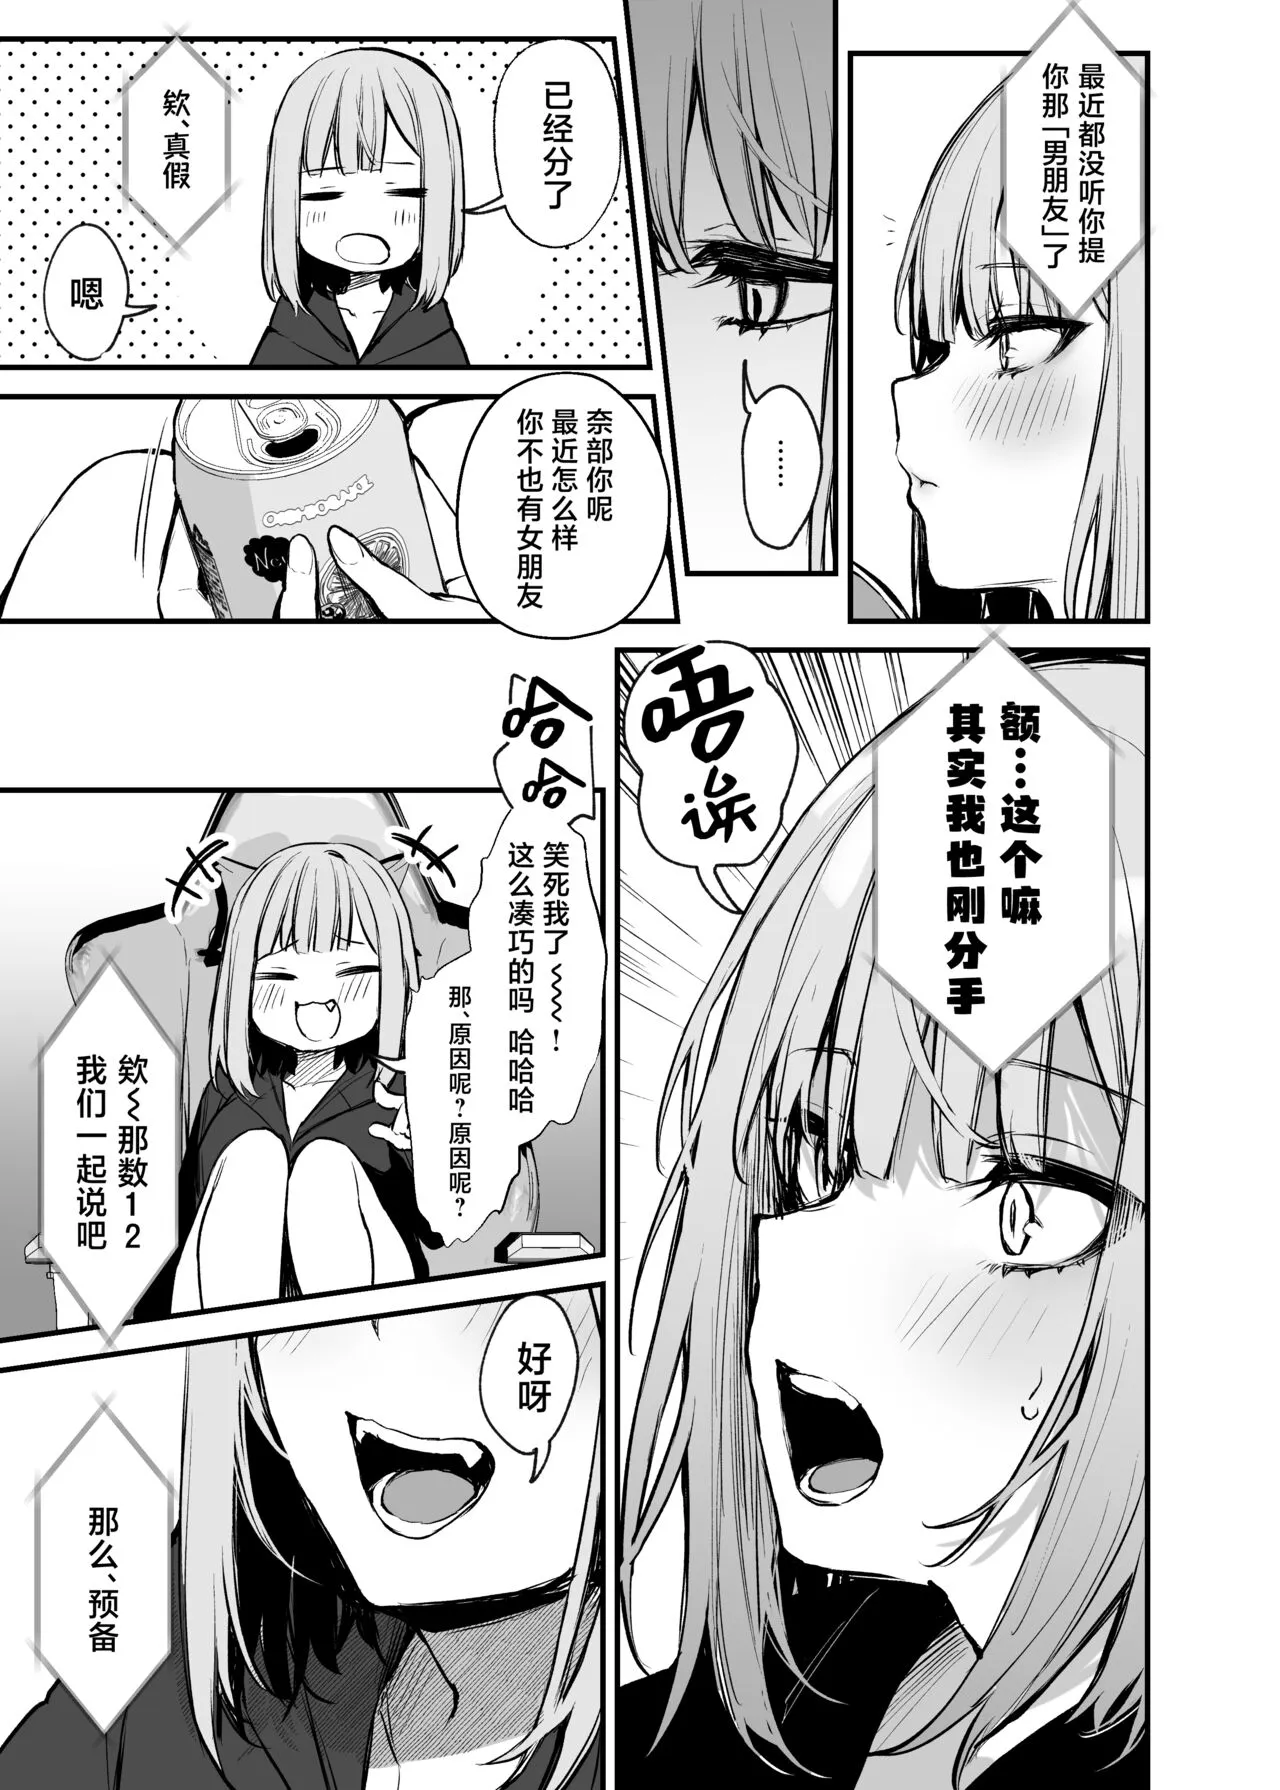 最近都没听你提
你那「男朋友」了
……
已经分了
欸、真假
嗯
奈部你呢
最近怎么样
你不也有女朋友
New
额…这个嘛
其实我也刚分手
唔
诶
哈
哈
笑死我了~~~！
这么凑巧的吗 哈哈哈
那、原因呢？原因呢？
欸~那数1 2
我们一起说吧
好呀
那么、预备